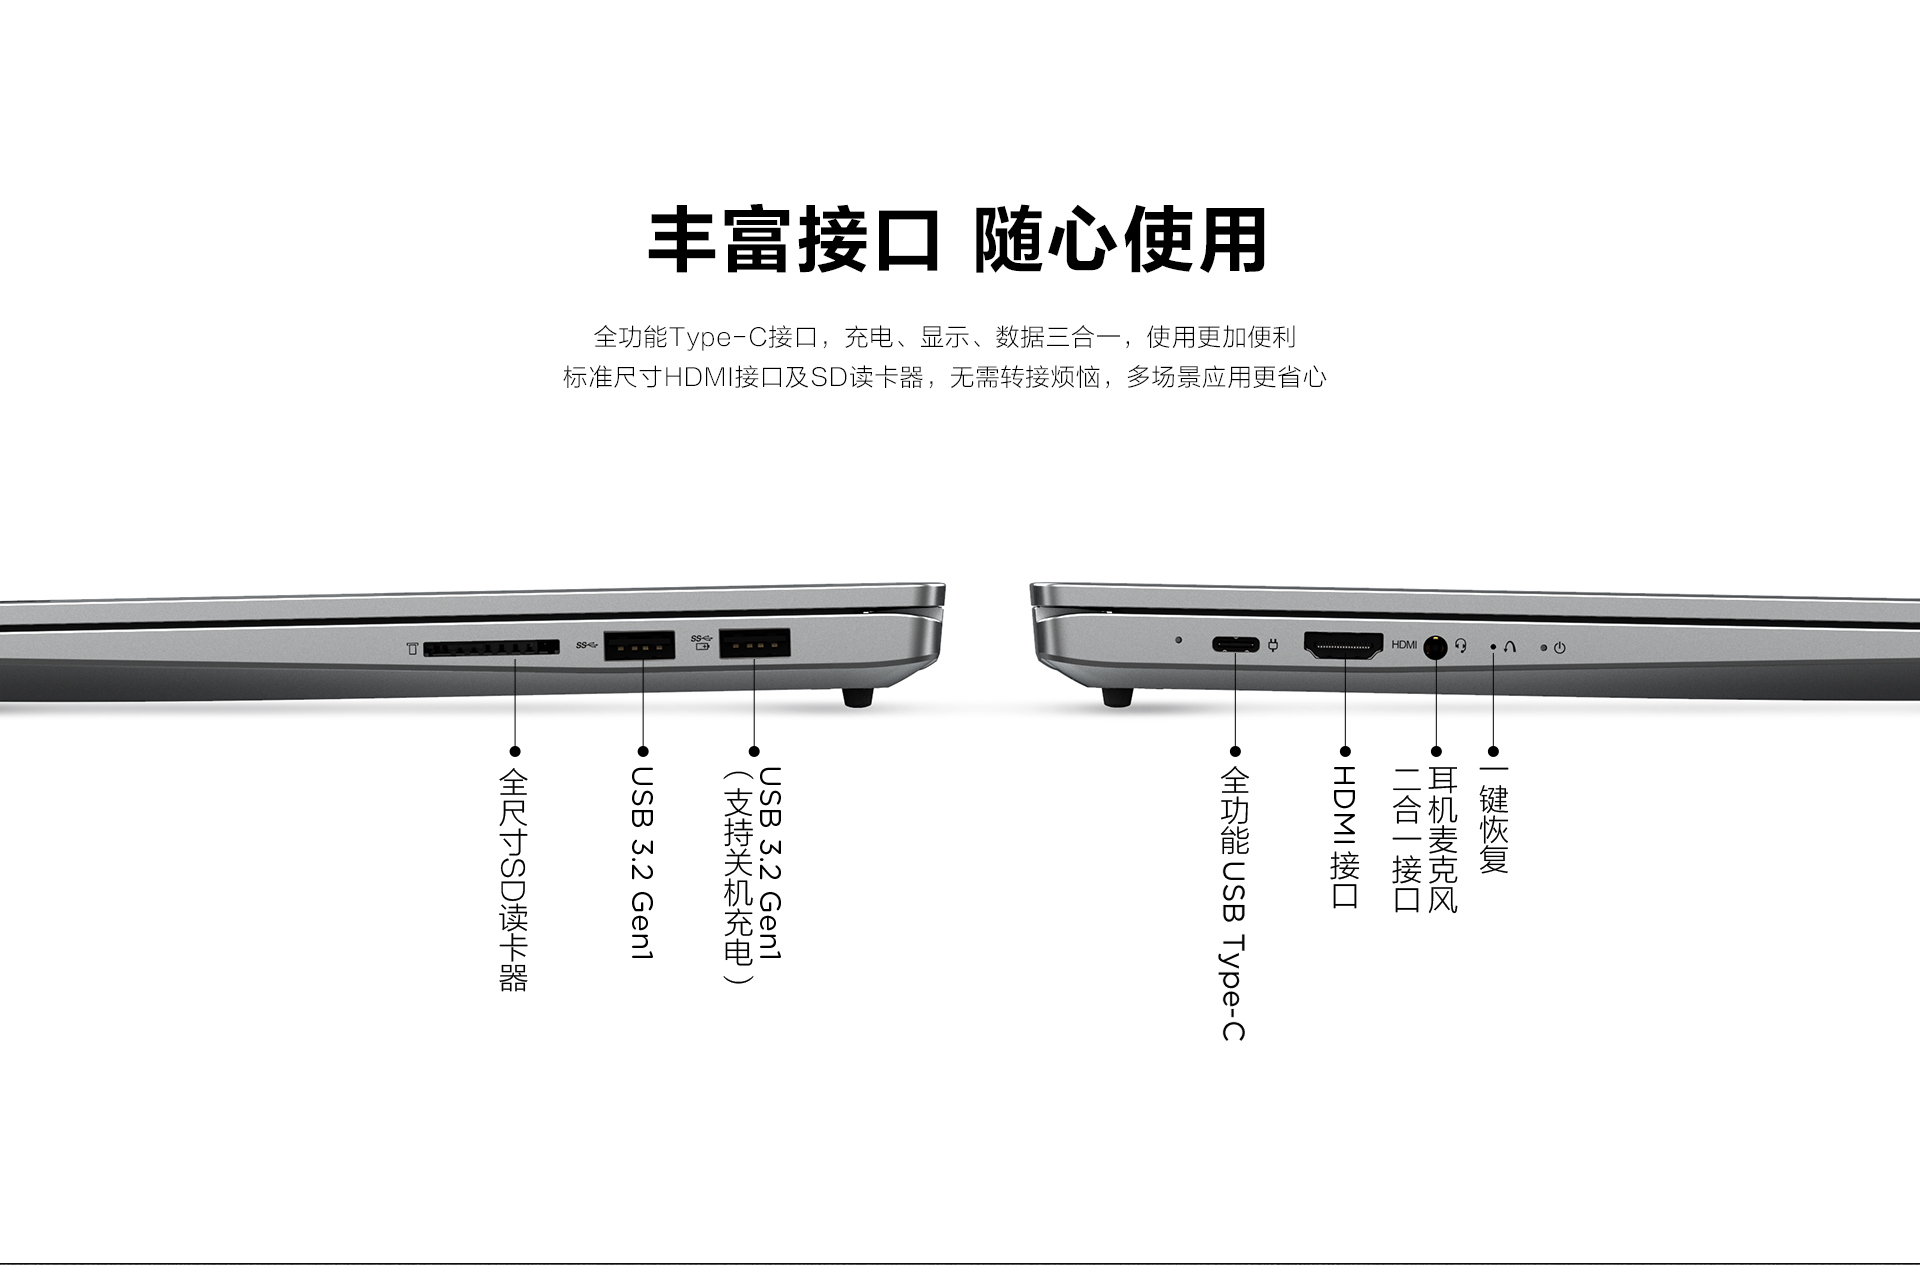 丰富接口 随心使用
全功能Type-C接口，充电、显示、数据三合一，使用更加便利
标准尺寸HDMI接口及SD读卡器，无需转接烦恼，多场景应用更省心
SS
SS
HDMI
全尺寸SD读卡器
USB 3.2 Gen1
USB 3.2 Gen1
（支持关机充电）
全功能 USB Type-C
HDMI接口
耳机麦克风
二合一接口
一键恢复